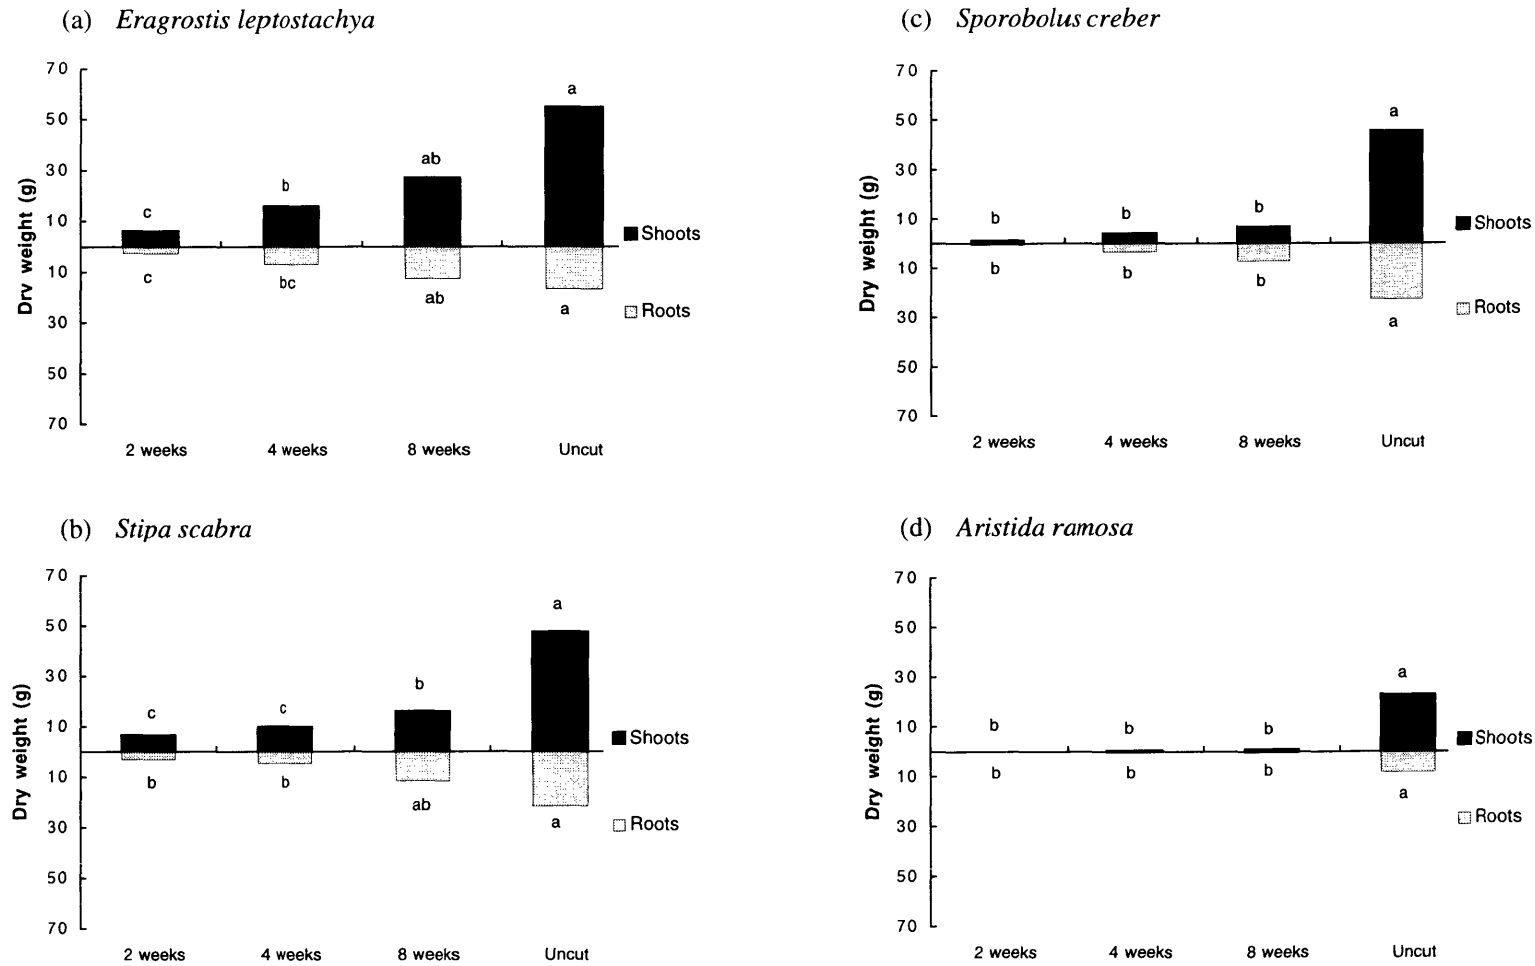 (a) Eragrostis leptostachya
70
50
30
10
10
30
50
70
Drv weight (g)
c
b
ab
a
c
bc
ab
a
Shoots
Roots
2 weeks
4 weeks
8 weeks
Uncut
(c) Sporobolus creber
70
50
30
10
10
30
50
70
Dry weight (g)
b
b
b
a
b
b
b
a
Shoots
Roots
2 weeks
4 weeks
8 weeks
Uncut
(b) Stipa scabra
70
50
30
10
10
30
50
70
Dry weight (g)
c
c
b
a
b
b
ab
a
Shoots
Roots
2 weeks
4 weeks
8 weeks
Uncut
(d) Aristida ramosa
70
50
30
10
10
30
50
70
Dry weight (g)
b
b
b
a
b
b
b
a
Shoots
Roots
2 weeks
4 weeks
8 weeks
Uncut